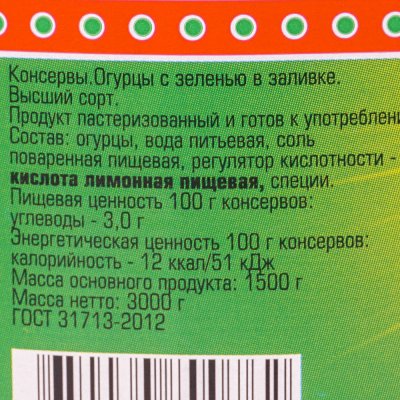 Консервы.Огурцы с зеленью в заливке.
Высший сорт.
Продукт пастеризованный и готов к
Состав: огурцы, вода питьевая, соль
поваренная пищевая, регулятор кислотности -
кислота лимонная пищевая, специи.
Пищевая ценность 100 г консервов:
углеводы - 3,0 г
Энергетическая ценность 100 г консервов:
калорийность - 12 ккал/51 кДж
Масса основного продукта: 1500 г
Масса нетто: 3000 г
ГОСТ 31713-2012